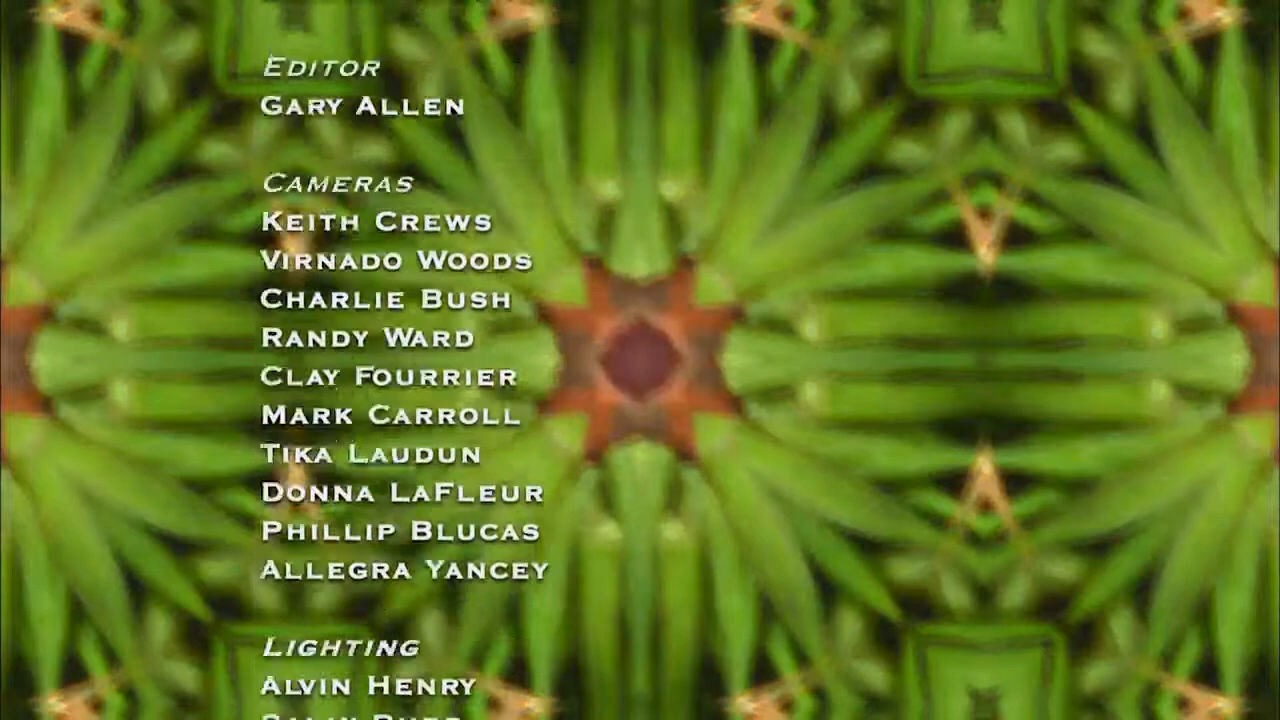 EDITOR
GARY ALLEN
CAMERAS
KEITH CREWS
VIRNADO WOODS
CHARLIE BUSH
RANDY WARD
CLAY FOURRIER
MARK CARROLL
TIKA LAUDUN
DONNA LAFLEUR
PHILLIP BLUCAS
ALLEGRA YANCEY
LIGHTING
ALVIN HENRY